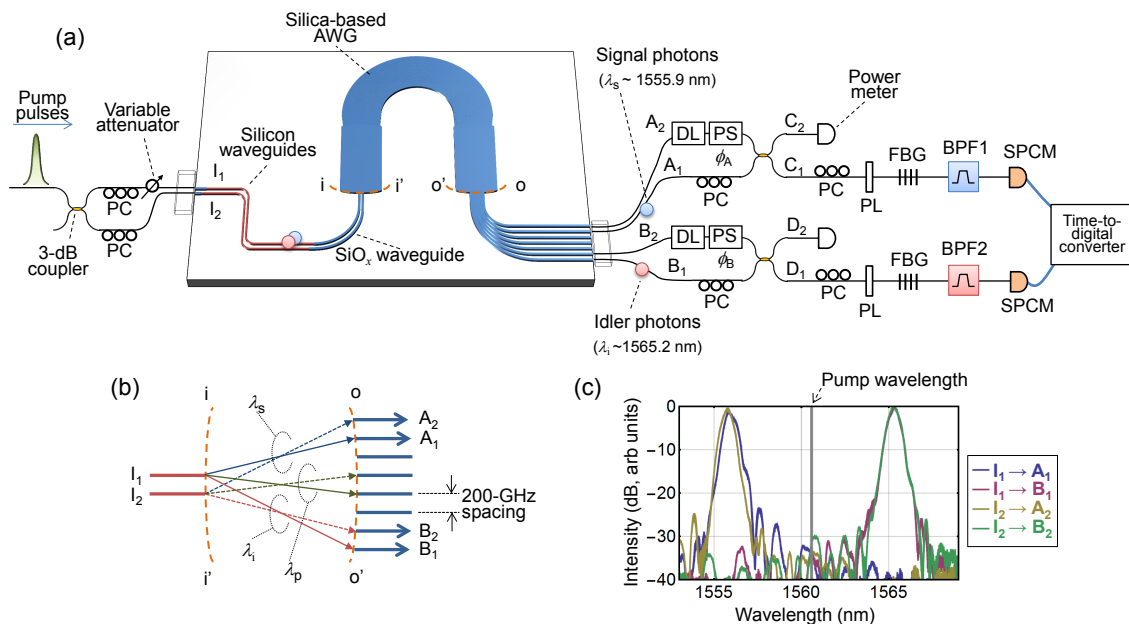 (a)
Silica-based
AWG
Pump
pulses
Variable
attenuator
Silicon
waveguides
I₁
I₂
PC
PC
3-dB
coupler
i
i'
o'
o
SiOₓ waveguide
Signal photons
(λₛ~ 1555.9 nm)
Power
meter
A₂
DL
PS
C₂
ϕ_A
A₁
PC
C₁
PC
PL
FBG
BPF1
SPCM
B₂
DL
PS
D₂
ϕ_B
B₁
PC
D₁
PC
PL
FBG
BPF2
SPCM
Time-to-
digital
converter
Idler photons
(λᵢ ~1565.2 nm)
(b)
i
o
λₛ
A₂
A₁
I₁
I₂
200-GHz
spacing
λᵢ
λₚ
B₂
B₁
i'
o'
(c)
Pump wavelength
Intensity (dB, arb units)
0
−10
−20
−30
−40
1555
1560
1565
Wavelength (nm)
I₁ → A₁
I₁ → B₁
I₂ → A₂
I₂ → B₂